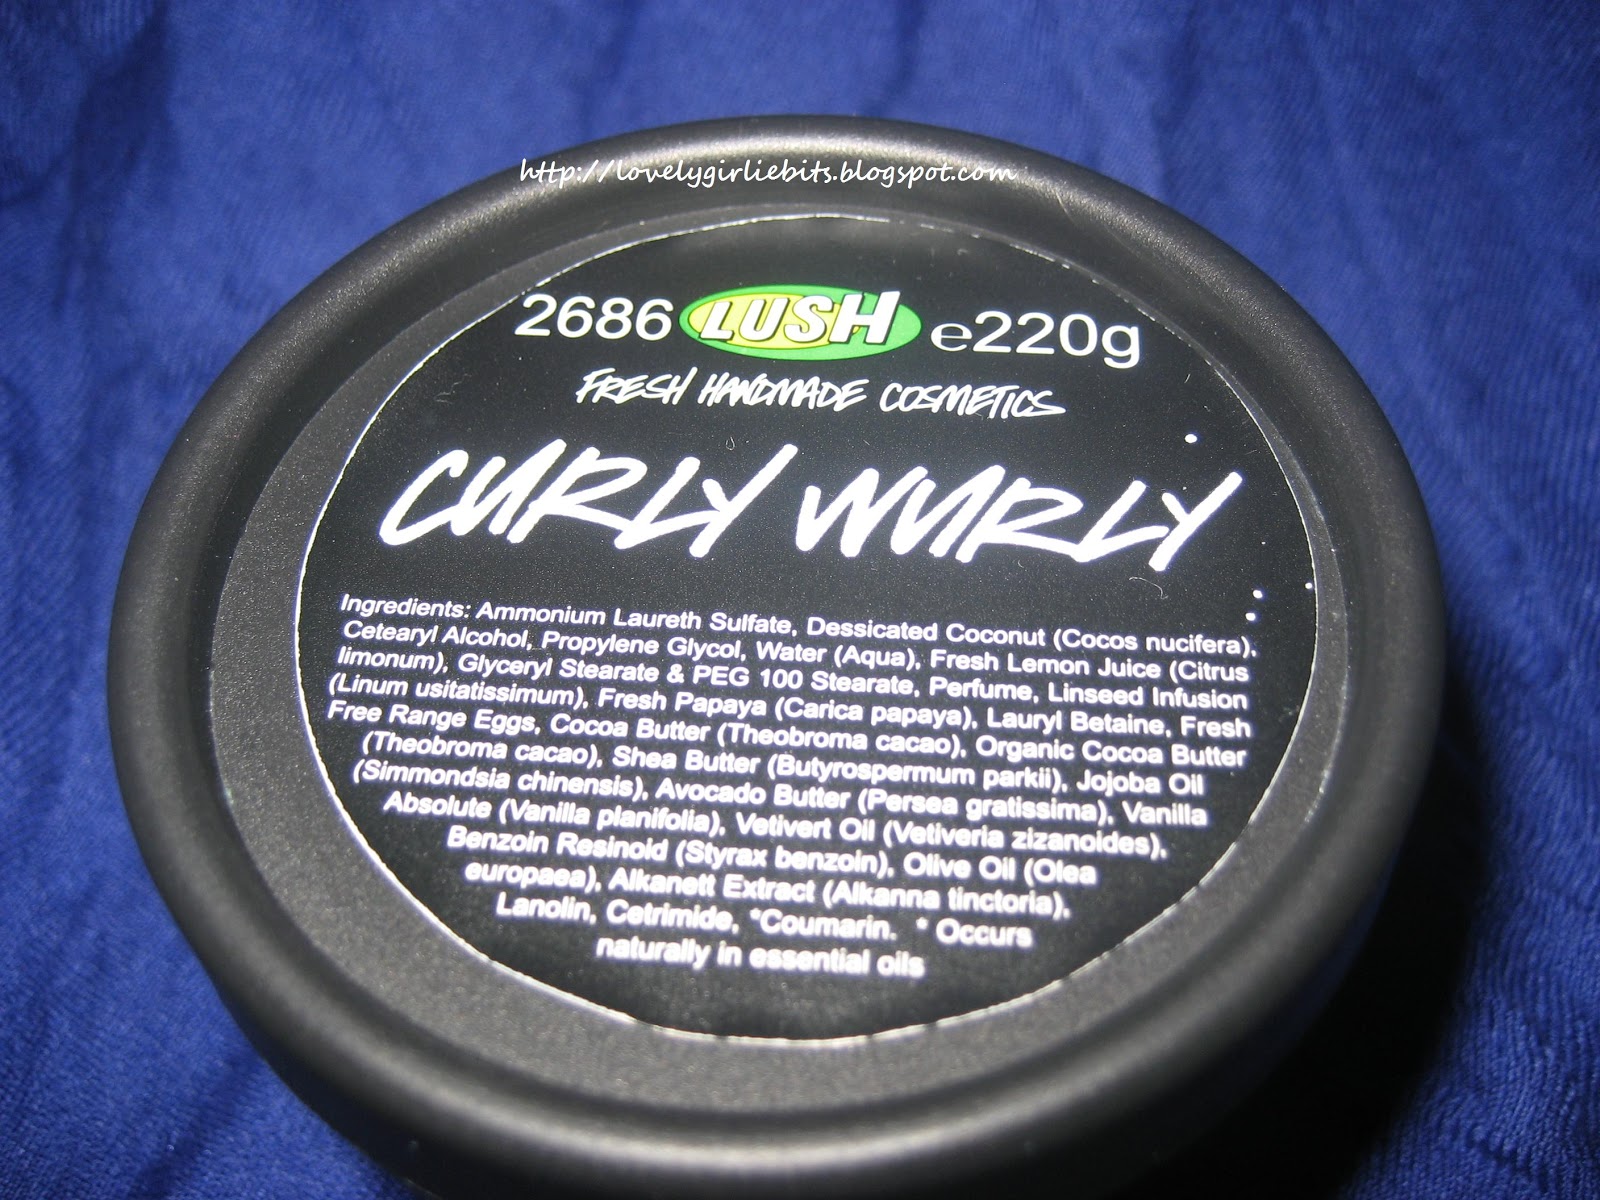 http://lovelygirliebits.blogspot.com
2686 LUSH e220g
FRESH HANDMADE COSMETICS
CURLY WURLY
Ingredients: Ammonium Laureth Sulfate, Dessicated Coconut (Cocos nucifera),
Cetearyl Alcohol, Propylene Glycol, Water (Aqua), Fresh Lemon Juice (Citrus
limonum), Glyceryl Stearate & PEG 100 Stearate, Perfume, Linseed Infusion
(Linum usitatissimum), Fresh Papaya (Carica papaya), Lauryl Betaine, Fresh
Free Range Eggs, Cocoa Butter (Theobroma cacao), Organic Cocoa Butter
(Theobroma cacao), Shea Butter (Butyrospermum parkii), Jojoba Oil
(Simmondsia chinensis), Avocado Butter (Persea gratissima), Vanilla
Absolute (Vanilla planifolia), Vetivert Oil (Vetiveria zizanoides),
Benzoin Resinoid (Styrax benzoin), Olive Oil (Olea
europaea), Alkanett Extract (Alkanna tinctoria),
Lanolin, Cetrimide, *Coumarin. * Occurs
naturally in essential oils